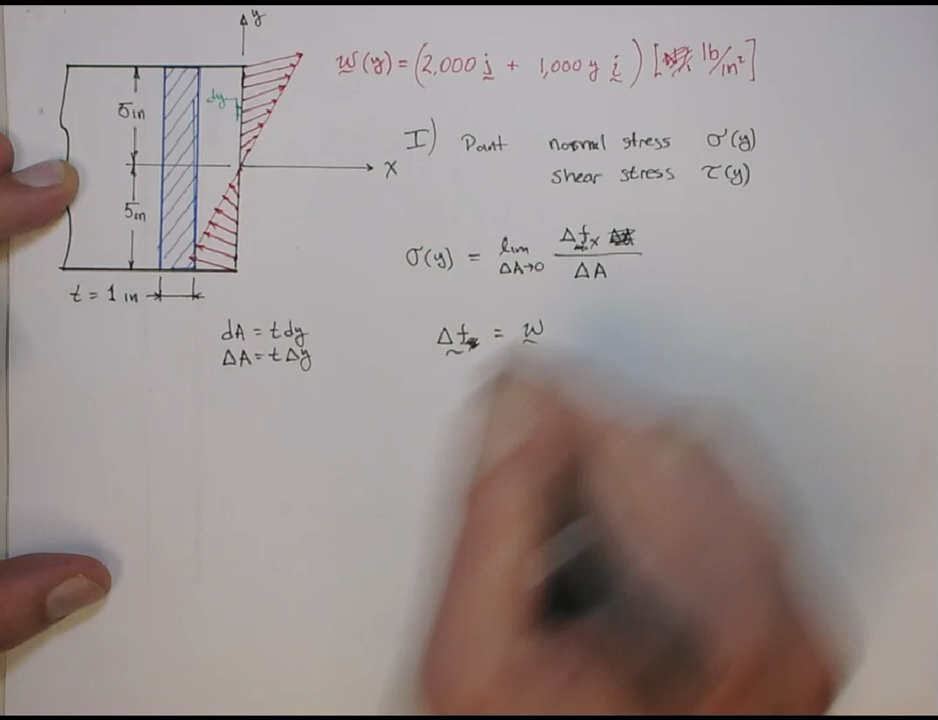 y
w(y) = (2,000 j + 1,000 y i) [lb/in²]
dy
5in
I) Point normal stress σ(y)
x
shear stress τ(y)
5in
σ(y) = lim ΔA→0 Δfx / ΔA
t = 1 in
dA = t dy
Δf = w
ΔA = t Δy